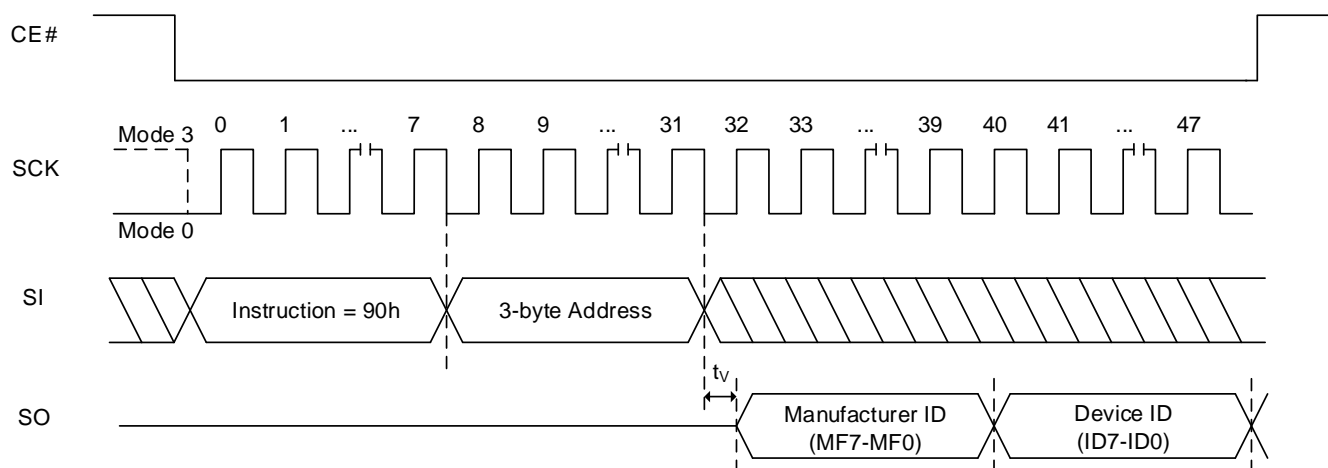 CE#
0 1 ... 7 8 9 ... 31 32 33 ... 39 40 41 ... 47
Mode 3
SCK
Mode 0
SI
Instruction = 90h
3-byte Address
tV
SO
Manufacturer ID
(MF7-MF0)
Device ID
(ID7-ID0)